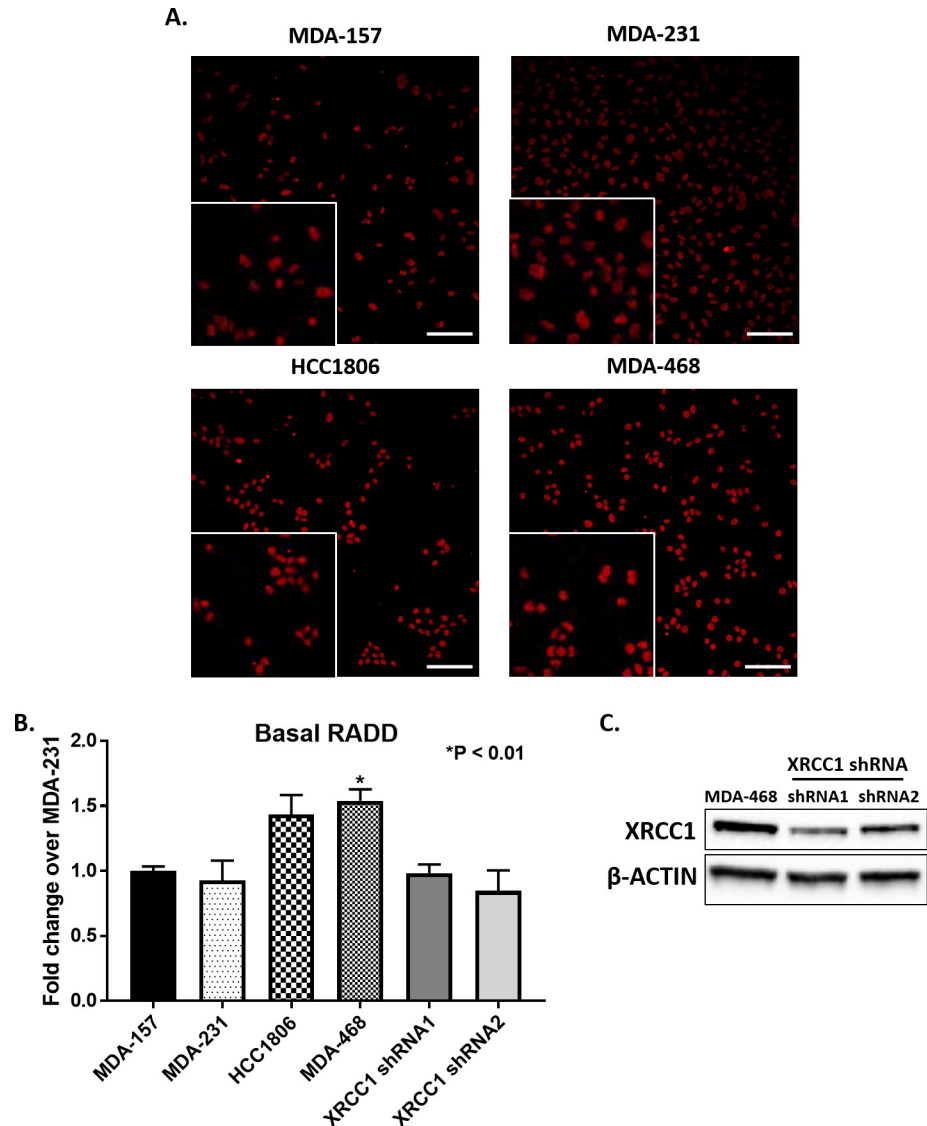 A.
MDA-157
MDA-231
HCC1806
MDA-468
B.
Basal RADD
*P < 0.01
*
Fold change over MDA-231
2.0
1.5
1.0
0.5
0.0
MDA-157
MDA-231
HCC1806
MDA-468
XRCC1 shRNA1
XRCC1 shRNA2
C.
XRCC1 shRNA
MDA-468 shRNA1 shRNA2
XRCC1
β-ACTIN